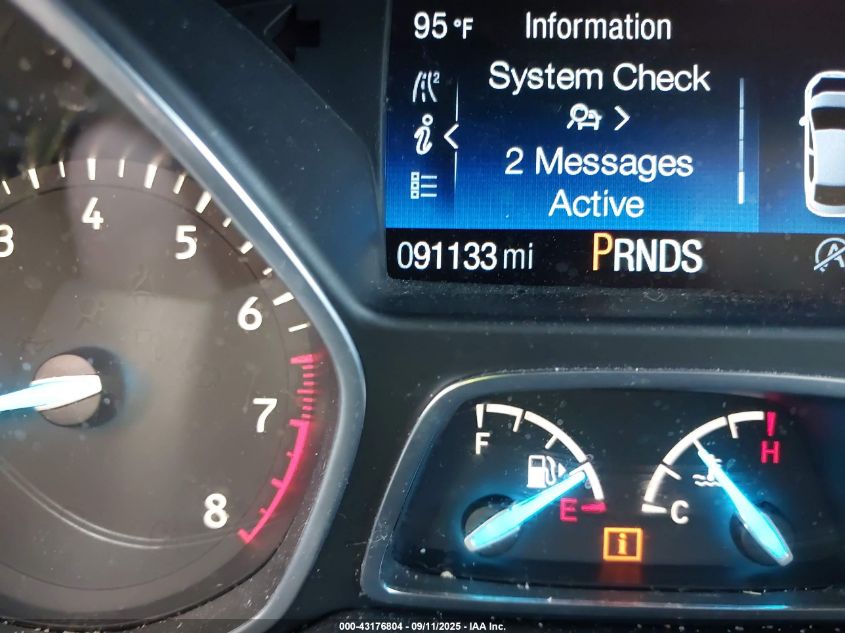 95 °F Information
System Check
2 Messages
Active
091133 mi PRNDS
3 4 5 6 7 8
F E
C H
i
000-43176804 - 09/11/2025 - IAA Inc.